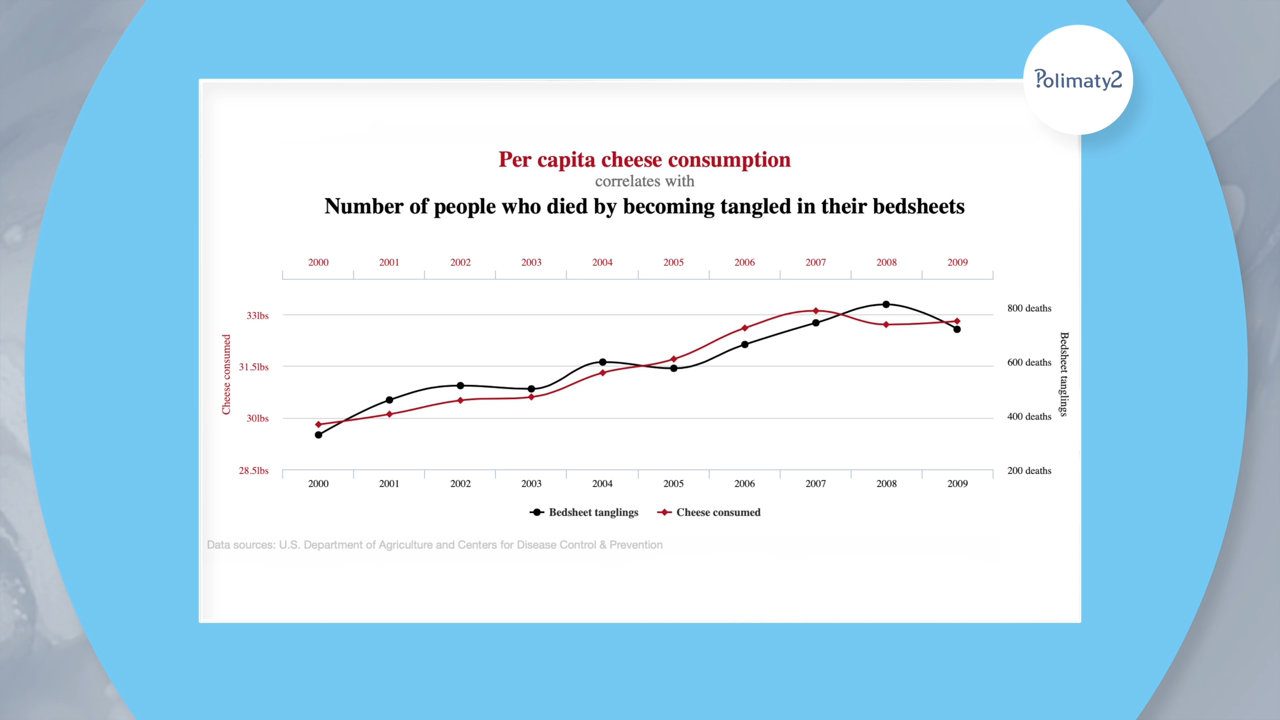 Polimaty2
Per capita cheese consumption
correlates with
Number of people who died by becoming tangled in their bedsheets
2000 2001 2002 2003 2004 2005 2006 2007 2008 2009
33lbs
31.5lbs
30lbs
28.5lbs
Cheese consumed
800 deaths
600 deaths
400 deaths
200 deaths
Bedsheet tanglings
2000 2001 2002 2003 2004 2005 2006 2007 2008 2009
Bedsheet tanglings Cheese consumed
Data sources: U.S. Department of Agriculture and Centers for Disease Control & Prevention